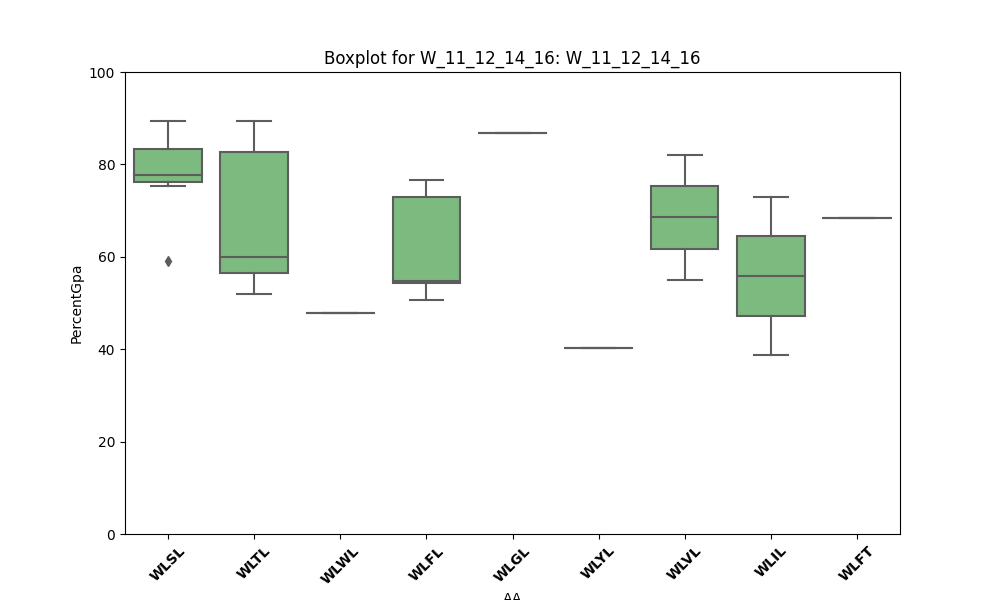 Boxplot for W_11_12_14_16: W_11_12_14_16
100
80
60
40
20
0
PercentGpa
WLSL
WLTL
WLWL
WLFL
WLGL
WLYL
WLVL
WLIL
WLFT
AA